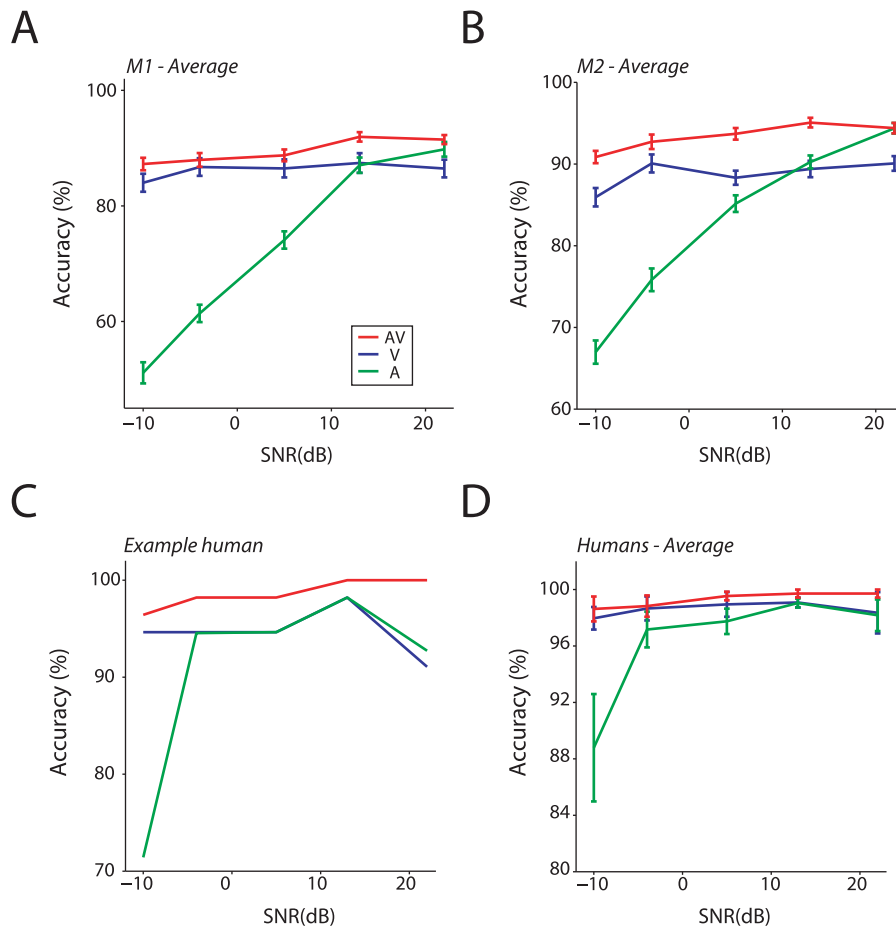 A
M1 - Average
100
80
60
Accuracy (%)
−10 0 10 20
SNR(dB)
AV
V
A
B
M2 - Average
100
90
80
70
60
Accuracy (%)
−10 0 10 20
SNR(dB)
C
Example human
100
90
80
70
Accuracy (%)
−10 0 10 20
SNR(dB)
D
Humans - Average
100
96
92
88
84
80
Accuracy (%)
−10 0 10 20
SNR(dB)